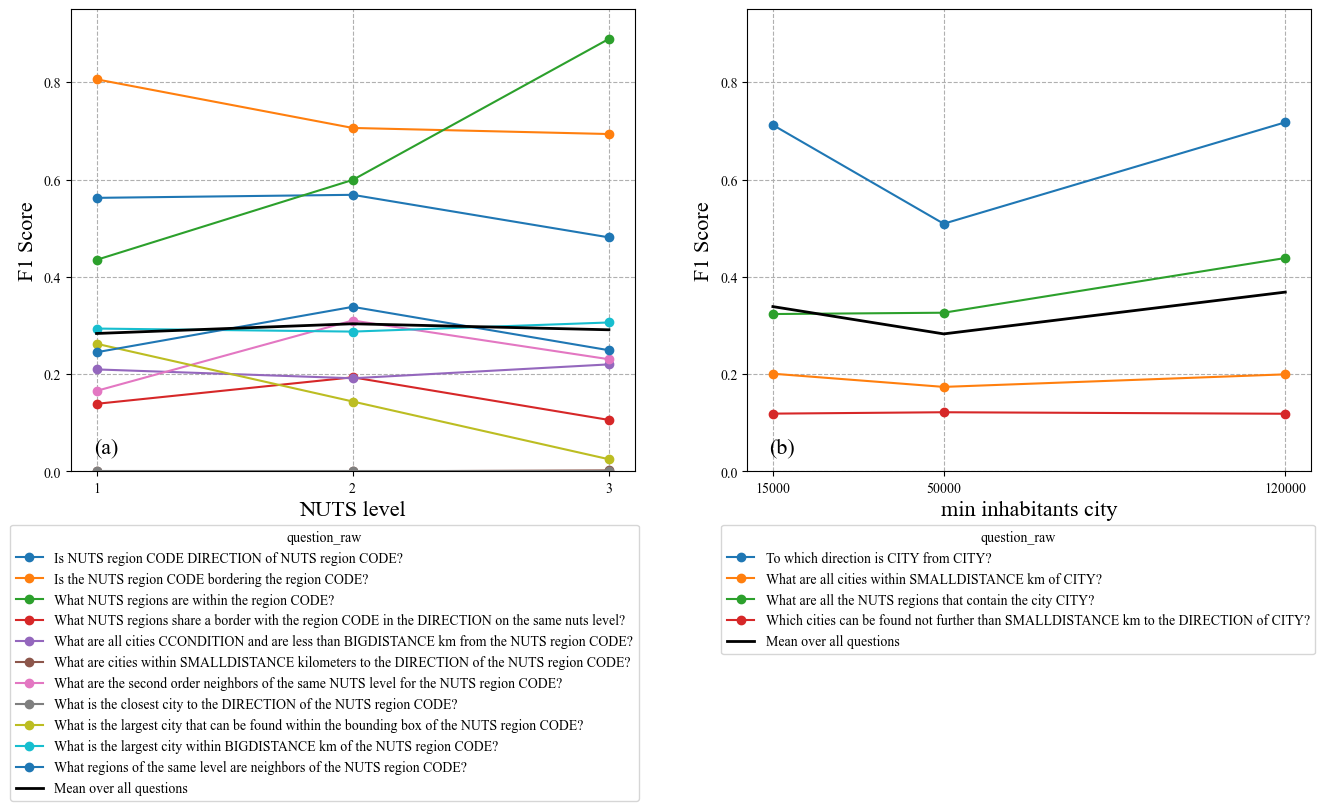 0.8
0.6
0.4
0.2
0.0
F1 Score
(a)
1 2 3
NUTS level
question_raw
Is NUTS region CODE DIRECTION of NUTS region CODE?
Is the NUTS region CODE bordering the region CODE?
What NUTS regions are within the region CODE?
What NUTS regions share a border with the region CODE in the DIRECTION on the same nuts level?
What are all cities CCONDITION and are less than BIGDISTANCE km from the NUTS region CODE?
What are cities within SMALLDISTANCE kilometers to the DIRECTION of the NUTS region CODE?
What are the second order neighbors of the same NUTS level for the NUTS region CODE?
What is the closest city to the DIRECTION of the NUTS region CODE?
What is the largest city that can be found within the bounding box of the NUTS region CODE?
What is the largest city within BIGDISTANCE km of the NUTS region CODE?
What regions of the same level are neighbors of the NUTS region CODE?
Mean over all questions
0.8
0.6
0.4
0.2
0.0
F1 Score
(b)
15000 50000 120000
min inhabitants city
question_raw
To which direction is CITY from CITY?
What are all cities within SMALLDISTANCE km of CITY?
What are all the NUTS regions that contain the city CITY?
Which cities can be found not further than SMALLDISTANCE km to the DIRECTION of CITY?
Mean over all questions